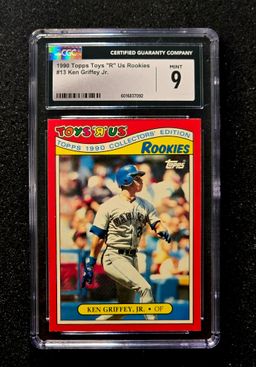 CGC
CERTIFIED GUARANTY COMPANY
1990 Topps Toys "R" Us Rookies
#13 Ken Griffey Jr.
MINT
9
6016837092
TOYS "R" US
TOPPS 1990 COLLECTORS' EDITION
ROOKIES
Topps
KEN GRIFFEY, JR. • OF